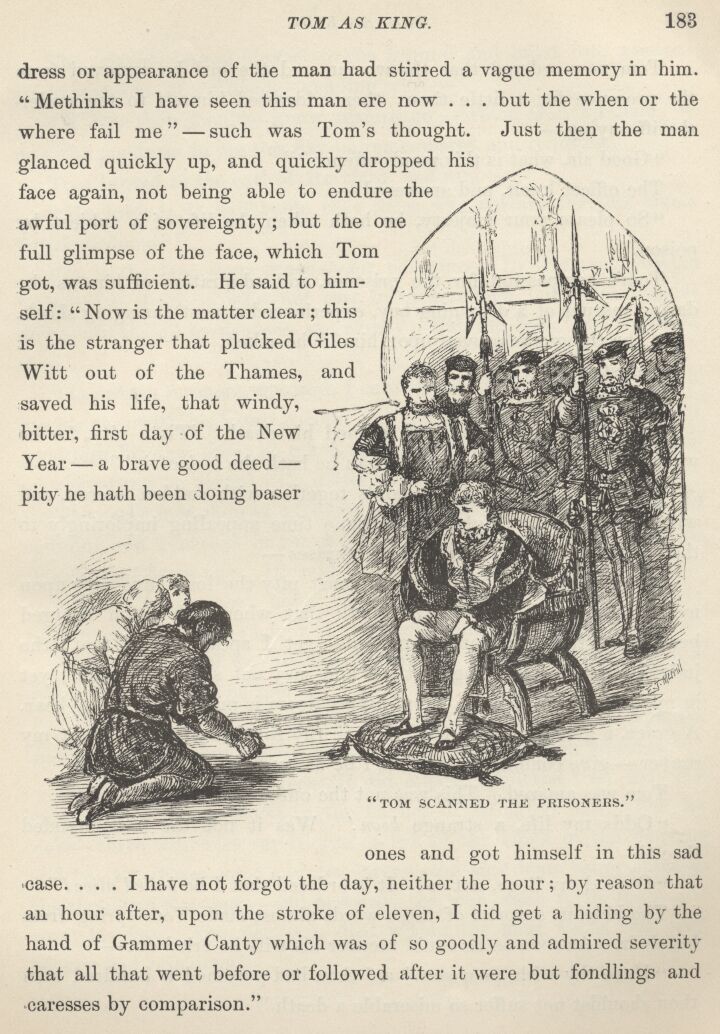 TOM AS KING. 183
dress or appearance of the man had stirred a vague memory in him.
“Methinks I have seen this man ere now . . . but the when or the
where fail me” — such was Tom’s thought. Just then the man
glanced quickly up, and quickly dropped his
face again, not being able to endure the
awful port of sovereignty; but the one
full glimpse of the face, which Tom
got, was sufficient. He said to him-
self: “Now is the matter clear; this
is the stranger that plucked Giles
Witt out of the Thames, and
saved his life, that windy,
bitter, first day of the New
Year — a brave good deed —
pity he hath been doing baser
“TOM SCANNED THE PRISONERS.”
ones and got himself in this sad
case. . . . I have not forgot the day, neither the hour; by reason that
an hour after, upon the stroke of eleven, I did get a hiding by the
hand of Gammer Canty which was of so goodly and admired severity
that all that went before or followed after it were but fondlings and
caresses by comparison.”